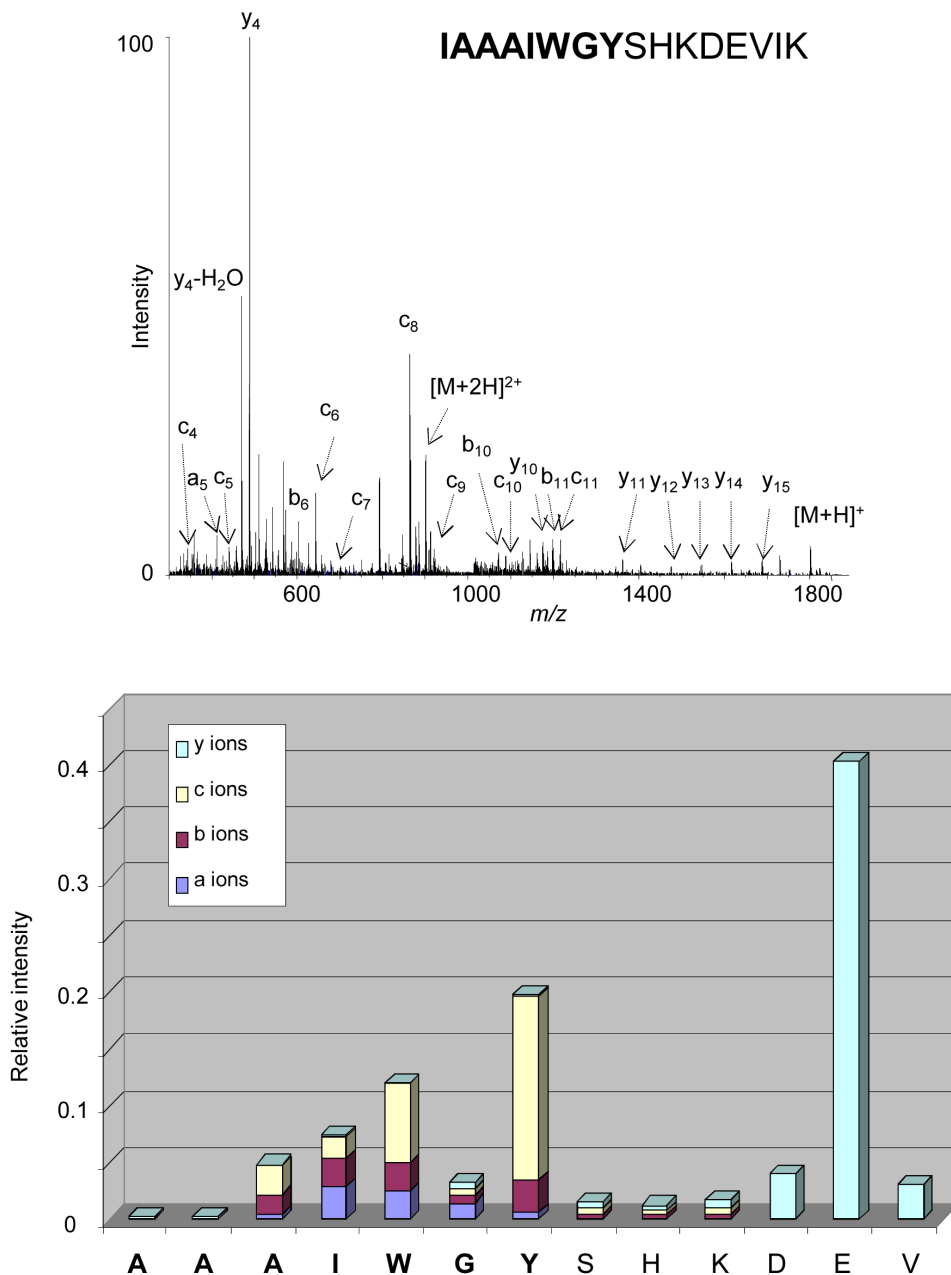 y4
100
IAAAIWGYSHKDEVIK
Intensity
y4-H2O
c8
[M+2H]2+
c4
a5
c5
b6
c6
c7
c9
b10
c10
y10
b11
c11
y11
y12
y13
y14
y15
[M+H]+
0
600
1000
1400
1800
m/z
y ions
c ions
b ions
a ions
Relative intensity
0.4
0.3
0.2
0.1
0
A A A I W G Y S H K D E V